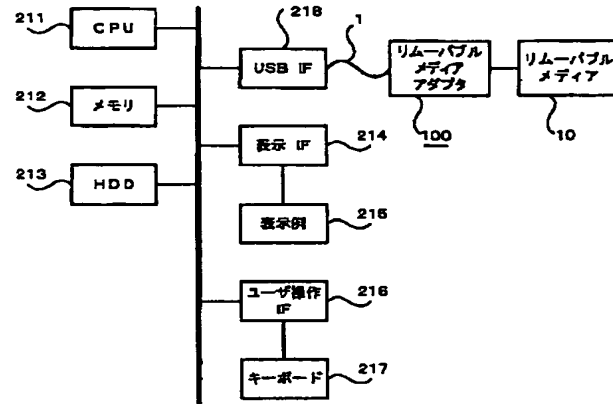 211
CPU
212
メモリ
213
HDD
218
USB IF
1
リムーバブル
メディア
アダプタ
100
リムーバブル
メディア
10
表示 IF
214
表示例
215
ユーザ操作
IF
216
キーボード
217